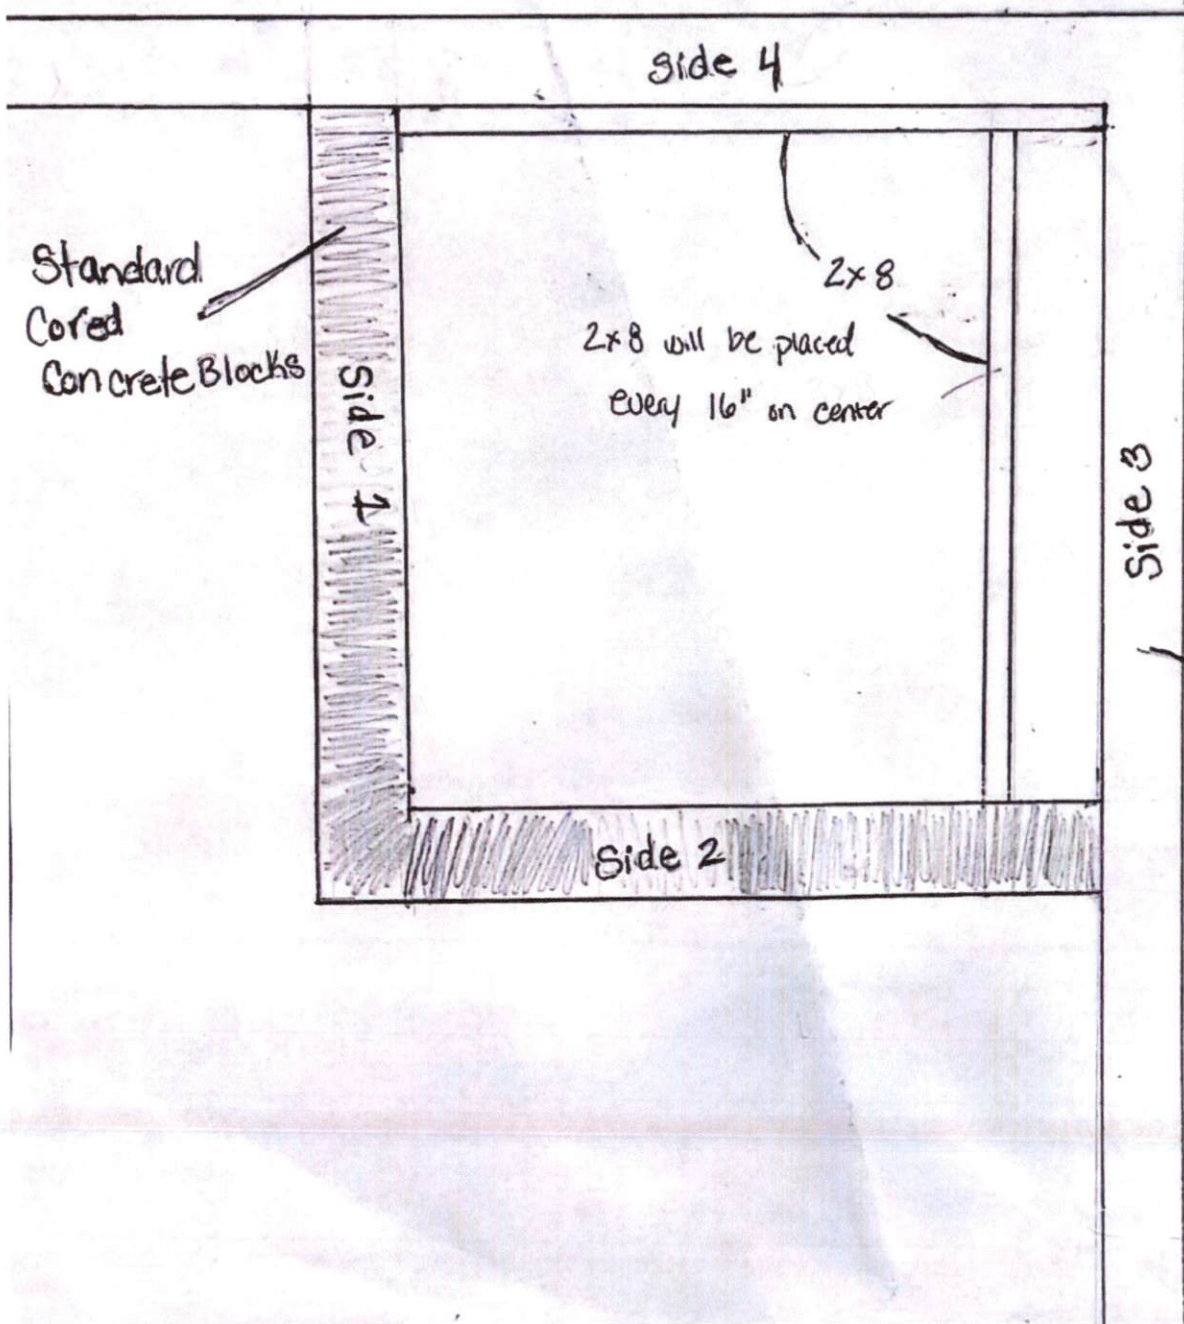 Side 4
Standard
Cored
Concrete Blocks
2x8
2x8 will be placed
every 16" on center
Side 1
Side 3
Side 2